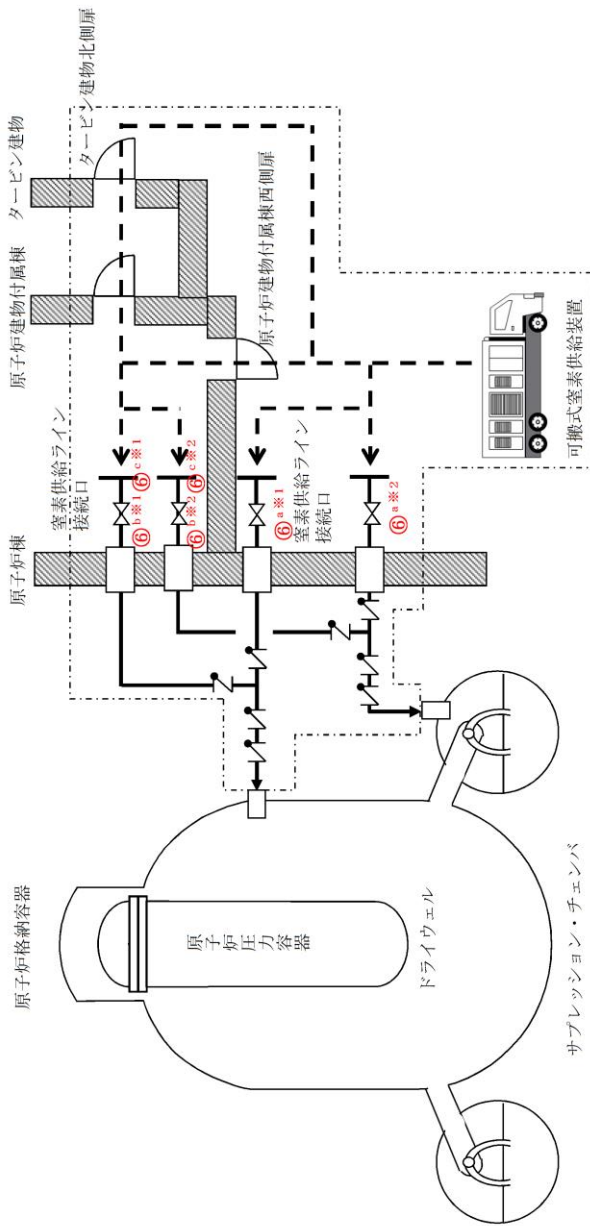 原子炉格納容器
原子炉圧力容器
ドライウェル
サプレッション・チェンバ
原子炉棟
原子炉建物付属棟
タービン建物
タービン建物北側扉
原子炉建物付属棟西側扉
窒素供給ライン
接続口
⑥b※1
⑥c※1
⑥b※2
⑥c※2
⑥a※1
窒素供給ライン
接続口
⑥a※2
可搬式窒素供給装置